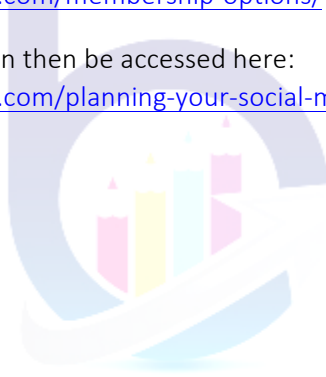 .com/membership-options/
n then be accessed here:
.com/planning-your-social-m